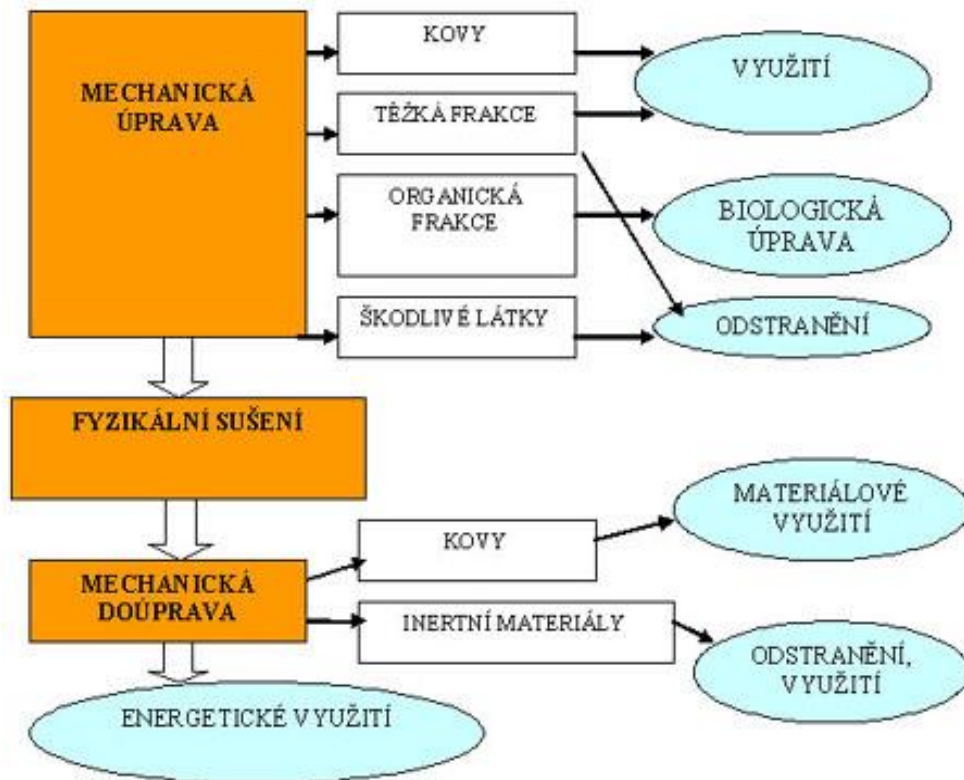 MECHANICKÁ
ÚPRAVA
KOVY
TĚŽKÁ FRAKCE
ORGANICKÁ
FRAKCE
ŠKODLIVÉ LÁTKY
VYUŽITÍ
BIOLOGICKÁ
ÚPRAVA
ODSTRANĚNÍ
FYZIKÁLNÍ SUŠENÍ
MECHANICKÁ
DOÚPRAVA
KOVY
INERTNÍ MATERIÁLY
MATERIÁLOVÉ
VYUŽITÍ
ODSTRANĚNÍ,
VYUŽITÍ
ENERGETICKÉ VYUŽITÍ